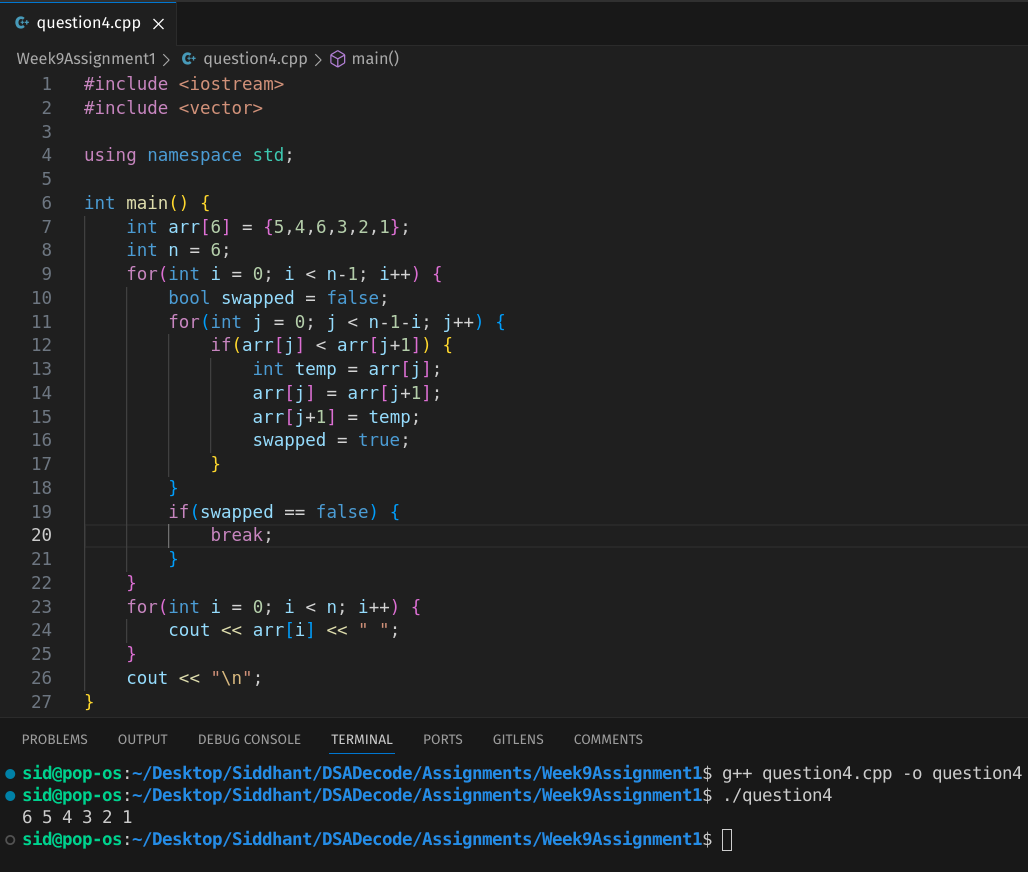 question4.cpp
Week9Assignment1 > question4.cpp > main()
1 #include <iostream>
2 #include <vector>
3
4 using namespace std;
5
6 int main() {
7     int arr[6] = {5,4,6,3,2,1};
8     int n = 6;
9     for(int i = 0; i < n-1; i++) {
10         bool swapped = false;
11         for(int j = 0; j < n-1-i; j++) {
12             if(arr[j] < arr[j+1]) {
13                 int temp = arr[j];
14                 arr[j] = arr[j+1];
15                 arr[j+1] = temp;
16                 swapped = true;
17             }
18         }
19         if(swapped == false) {
20             break;
21         }
22     }
23     for(int i = 0; i < n; i++) {
24         cout << arr[i] << " ";
25     }
26     cout << "\n";
27 }
PROBLEMS OUTPUT DEBUG CONSOLE TERMINAL PORTS GITLENS COMMENTS
sid@pop-os:~/Desktop/Siddhant/DSADecode/Assignments/Week9Assignment1$ g++ question4.cpp -o question4
sid@pop-os:~/Desktop/Siddhant/DSADecode/Assignments/Week9Assignment1$ ./question4
6 5 4 3 2 1
sid@pop-os:~/Desktop/Siddhant/DSADecode/Assignments/Week9Assignment1$